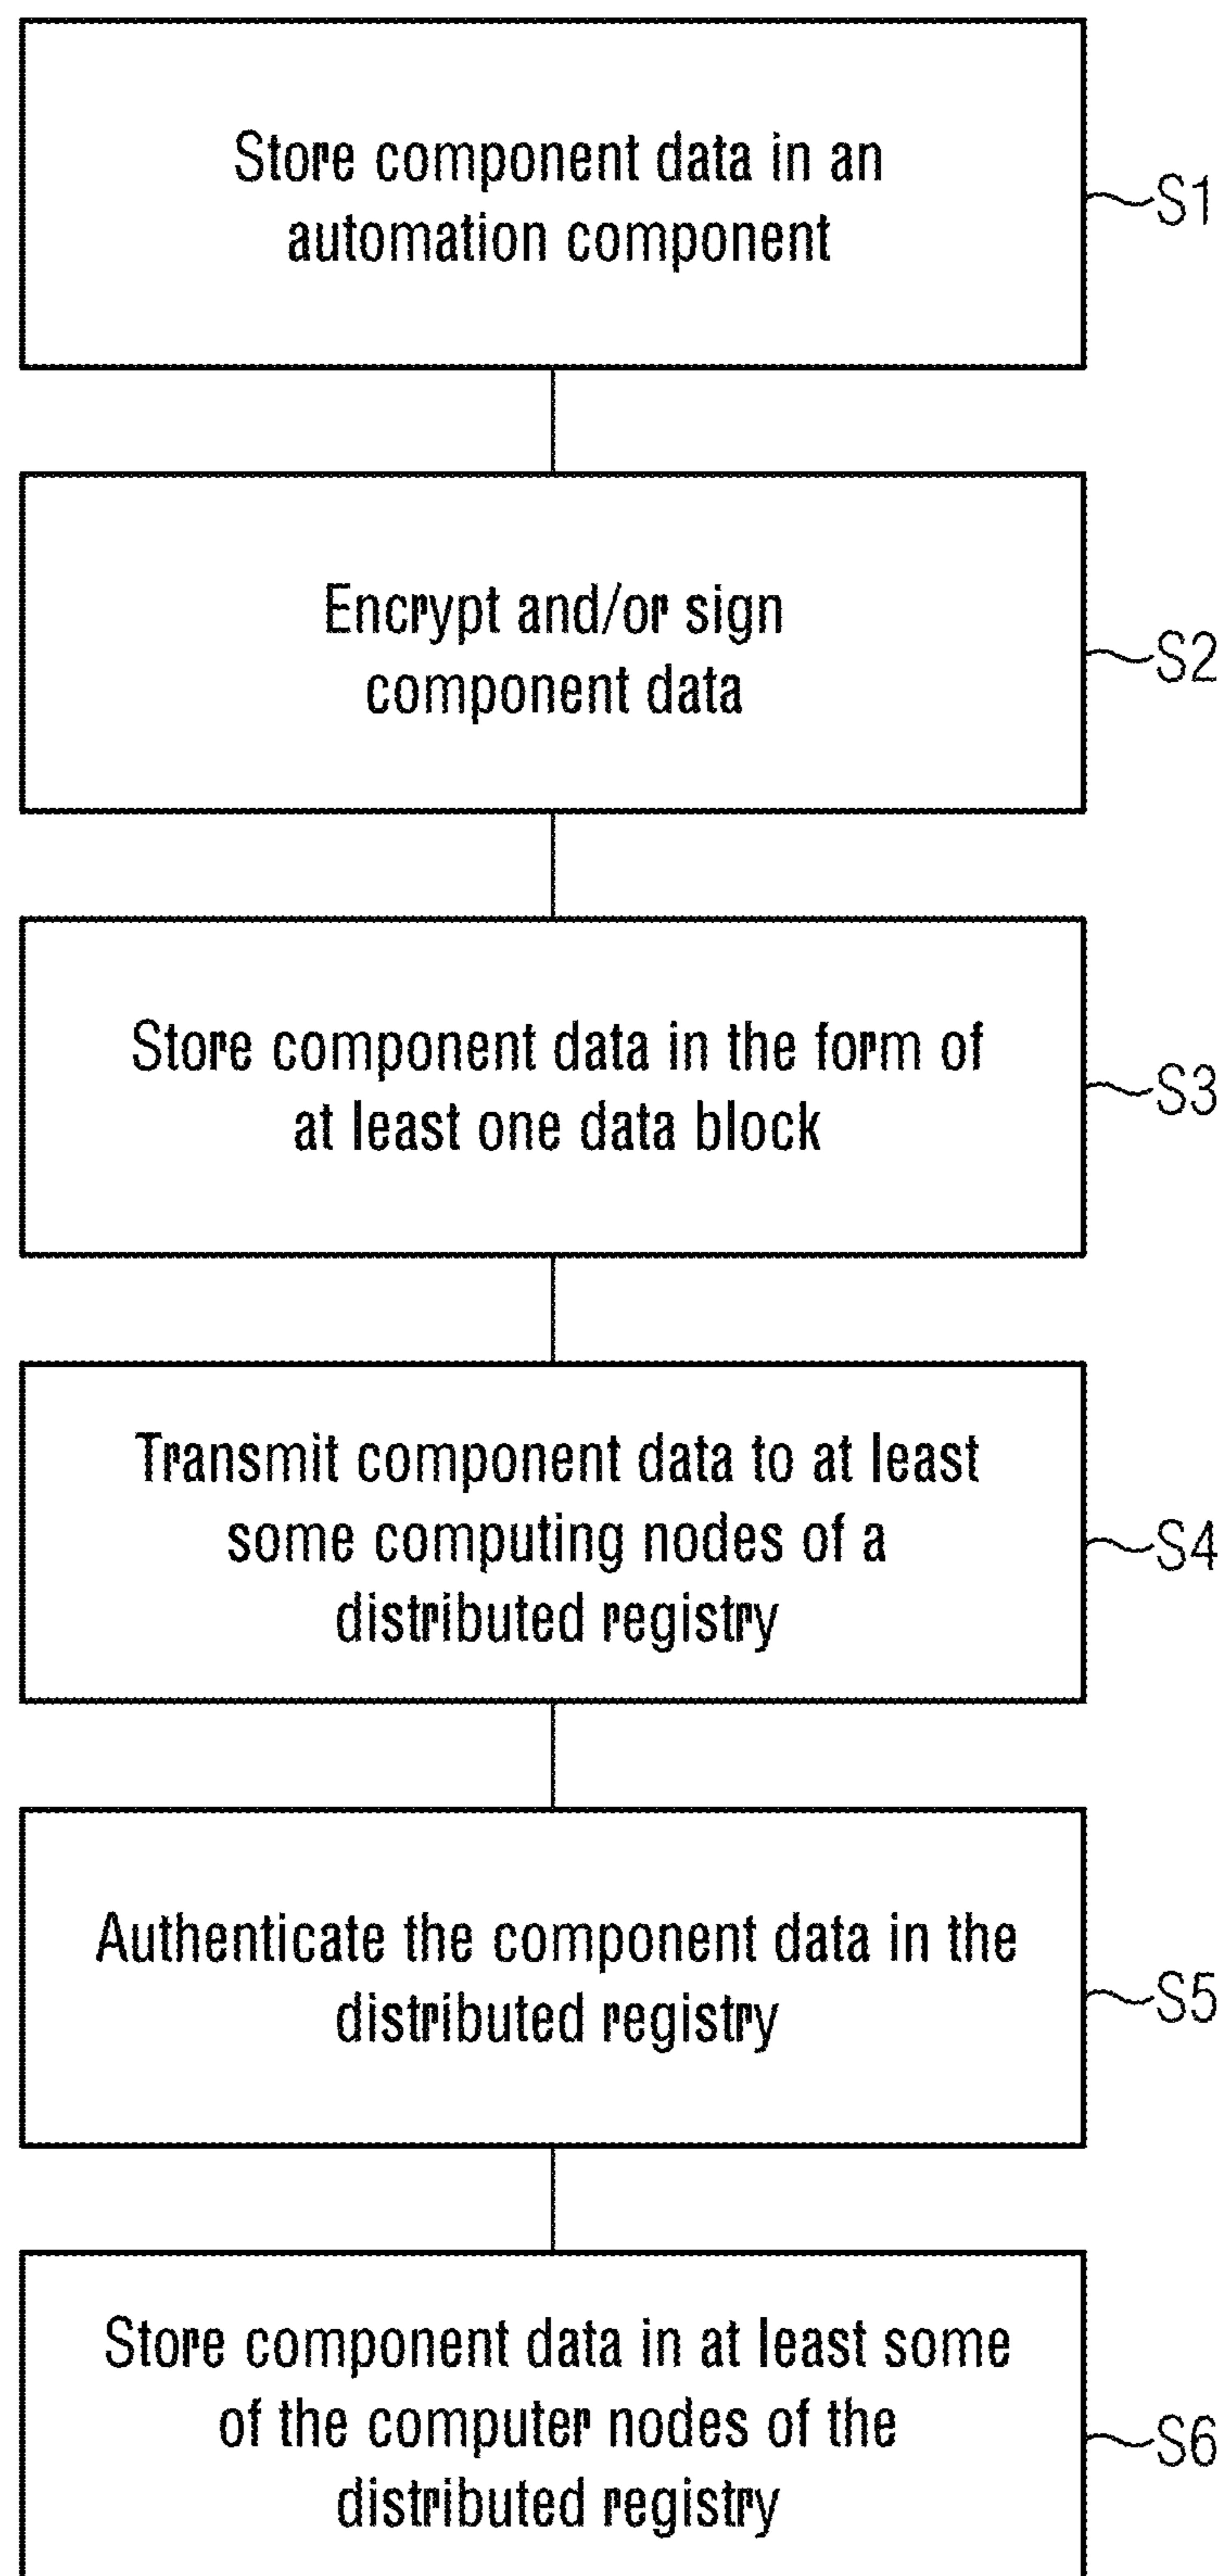 Store component data in an
automation component
S1
Encrypt and/or sign
component data
S2
Store component data in the form of
at least one data block
S3
Transmit component data to at least
some computing nodes of a
distributed registry
S4
Authenticate the component data in the
distributed registry
S5
Store component data in at least some
of the computer nodes of the
distributed registry
S6